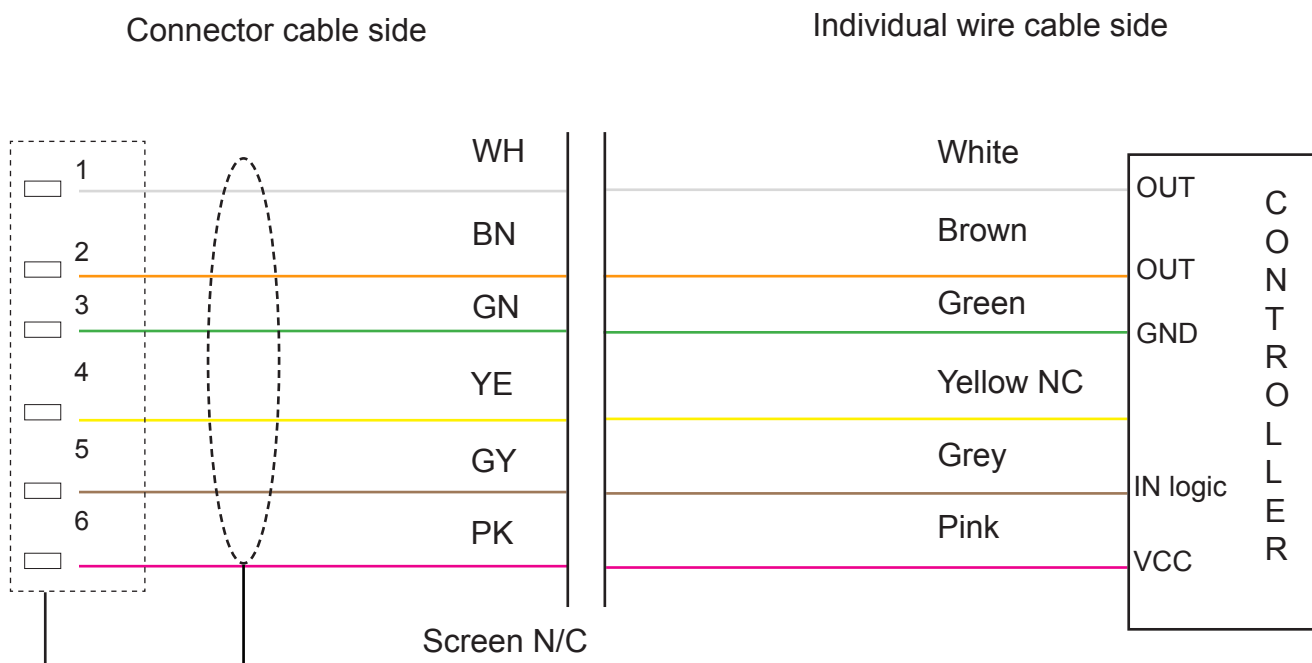 Connector cable side
Individual wire cable side
1
WH
White
OUT
2
BN
Brown
OUT
3
GN
Green
GND
4
YE
Yellow NC
5
GY
Grey
IN logic
6
PK
Pink
VCC
CONTROLLER
Screen N/C